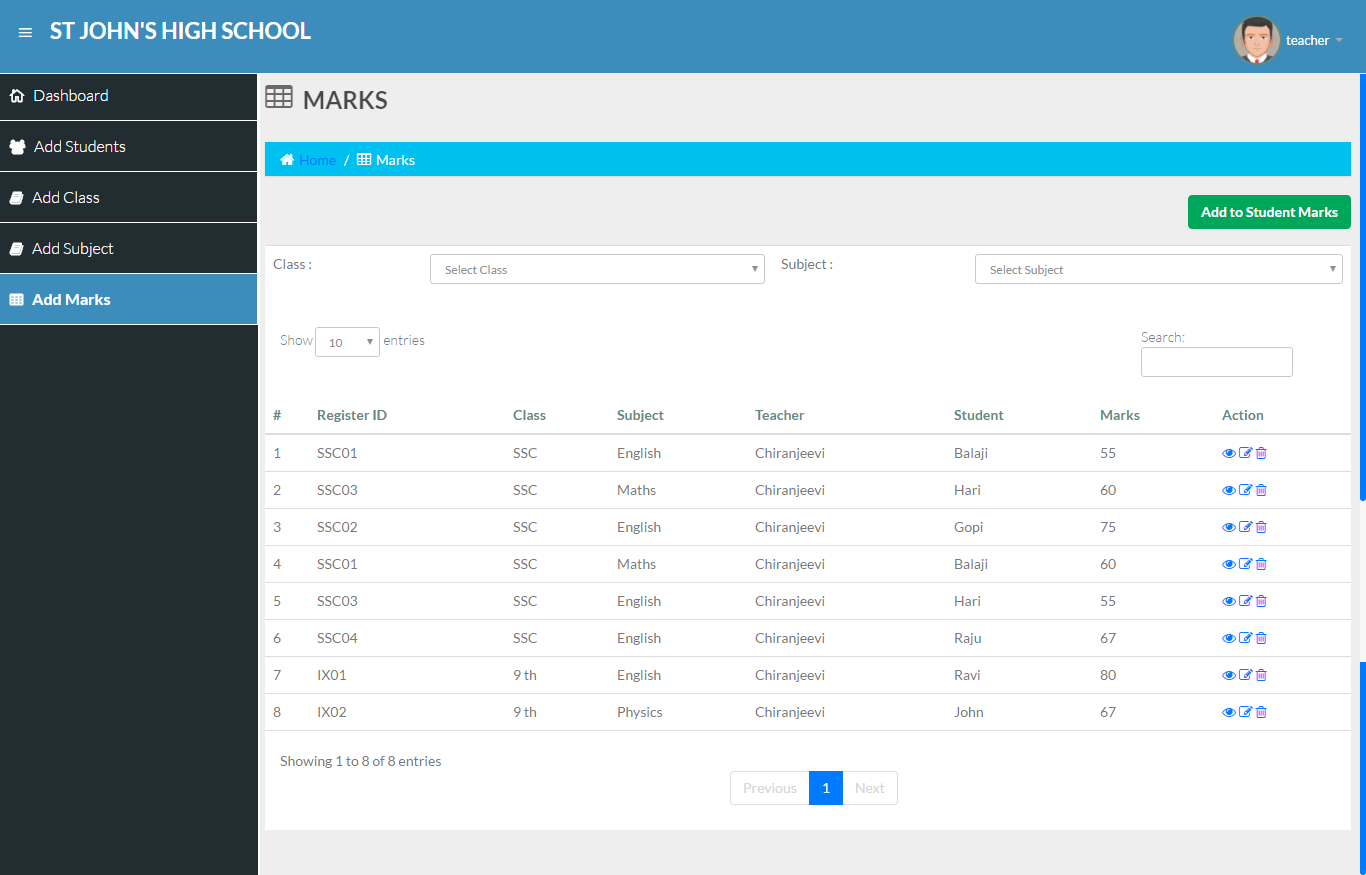 ST JOHN'S HIGH SCHOOL
teacher
Dashboard
Add Students
Add Class
Add Subject
Add Marks
MARKS
Home / Marks
Add to Student Marks
Class : Select Class Subject : Select Subject
Show 10 entries
Search:
# Register ID Class Subject Teacher Student Marks Action
1 SSC01 SSC English Chiranjeevi Balaji 55
2 SSC03 SSC Maths Chiranjeevi Hari 60
3 SSC02 SSC English Chiranjeevi Gopi 75
4 SSC01 SSC Maths Chiranjeevi Balaji 60
5 SSC03 SSC English Chiranjeevi Hari 55
6 SSC04 SSC English Chiranjeevi Raju 67
7 IX01 9 th English Chiranjeevi Ravi 80
8 IX02 9 th Physics Chiranjeevi John 67
Showing 1 to 8 of 8 entries
Previous 1 Next